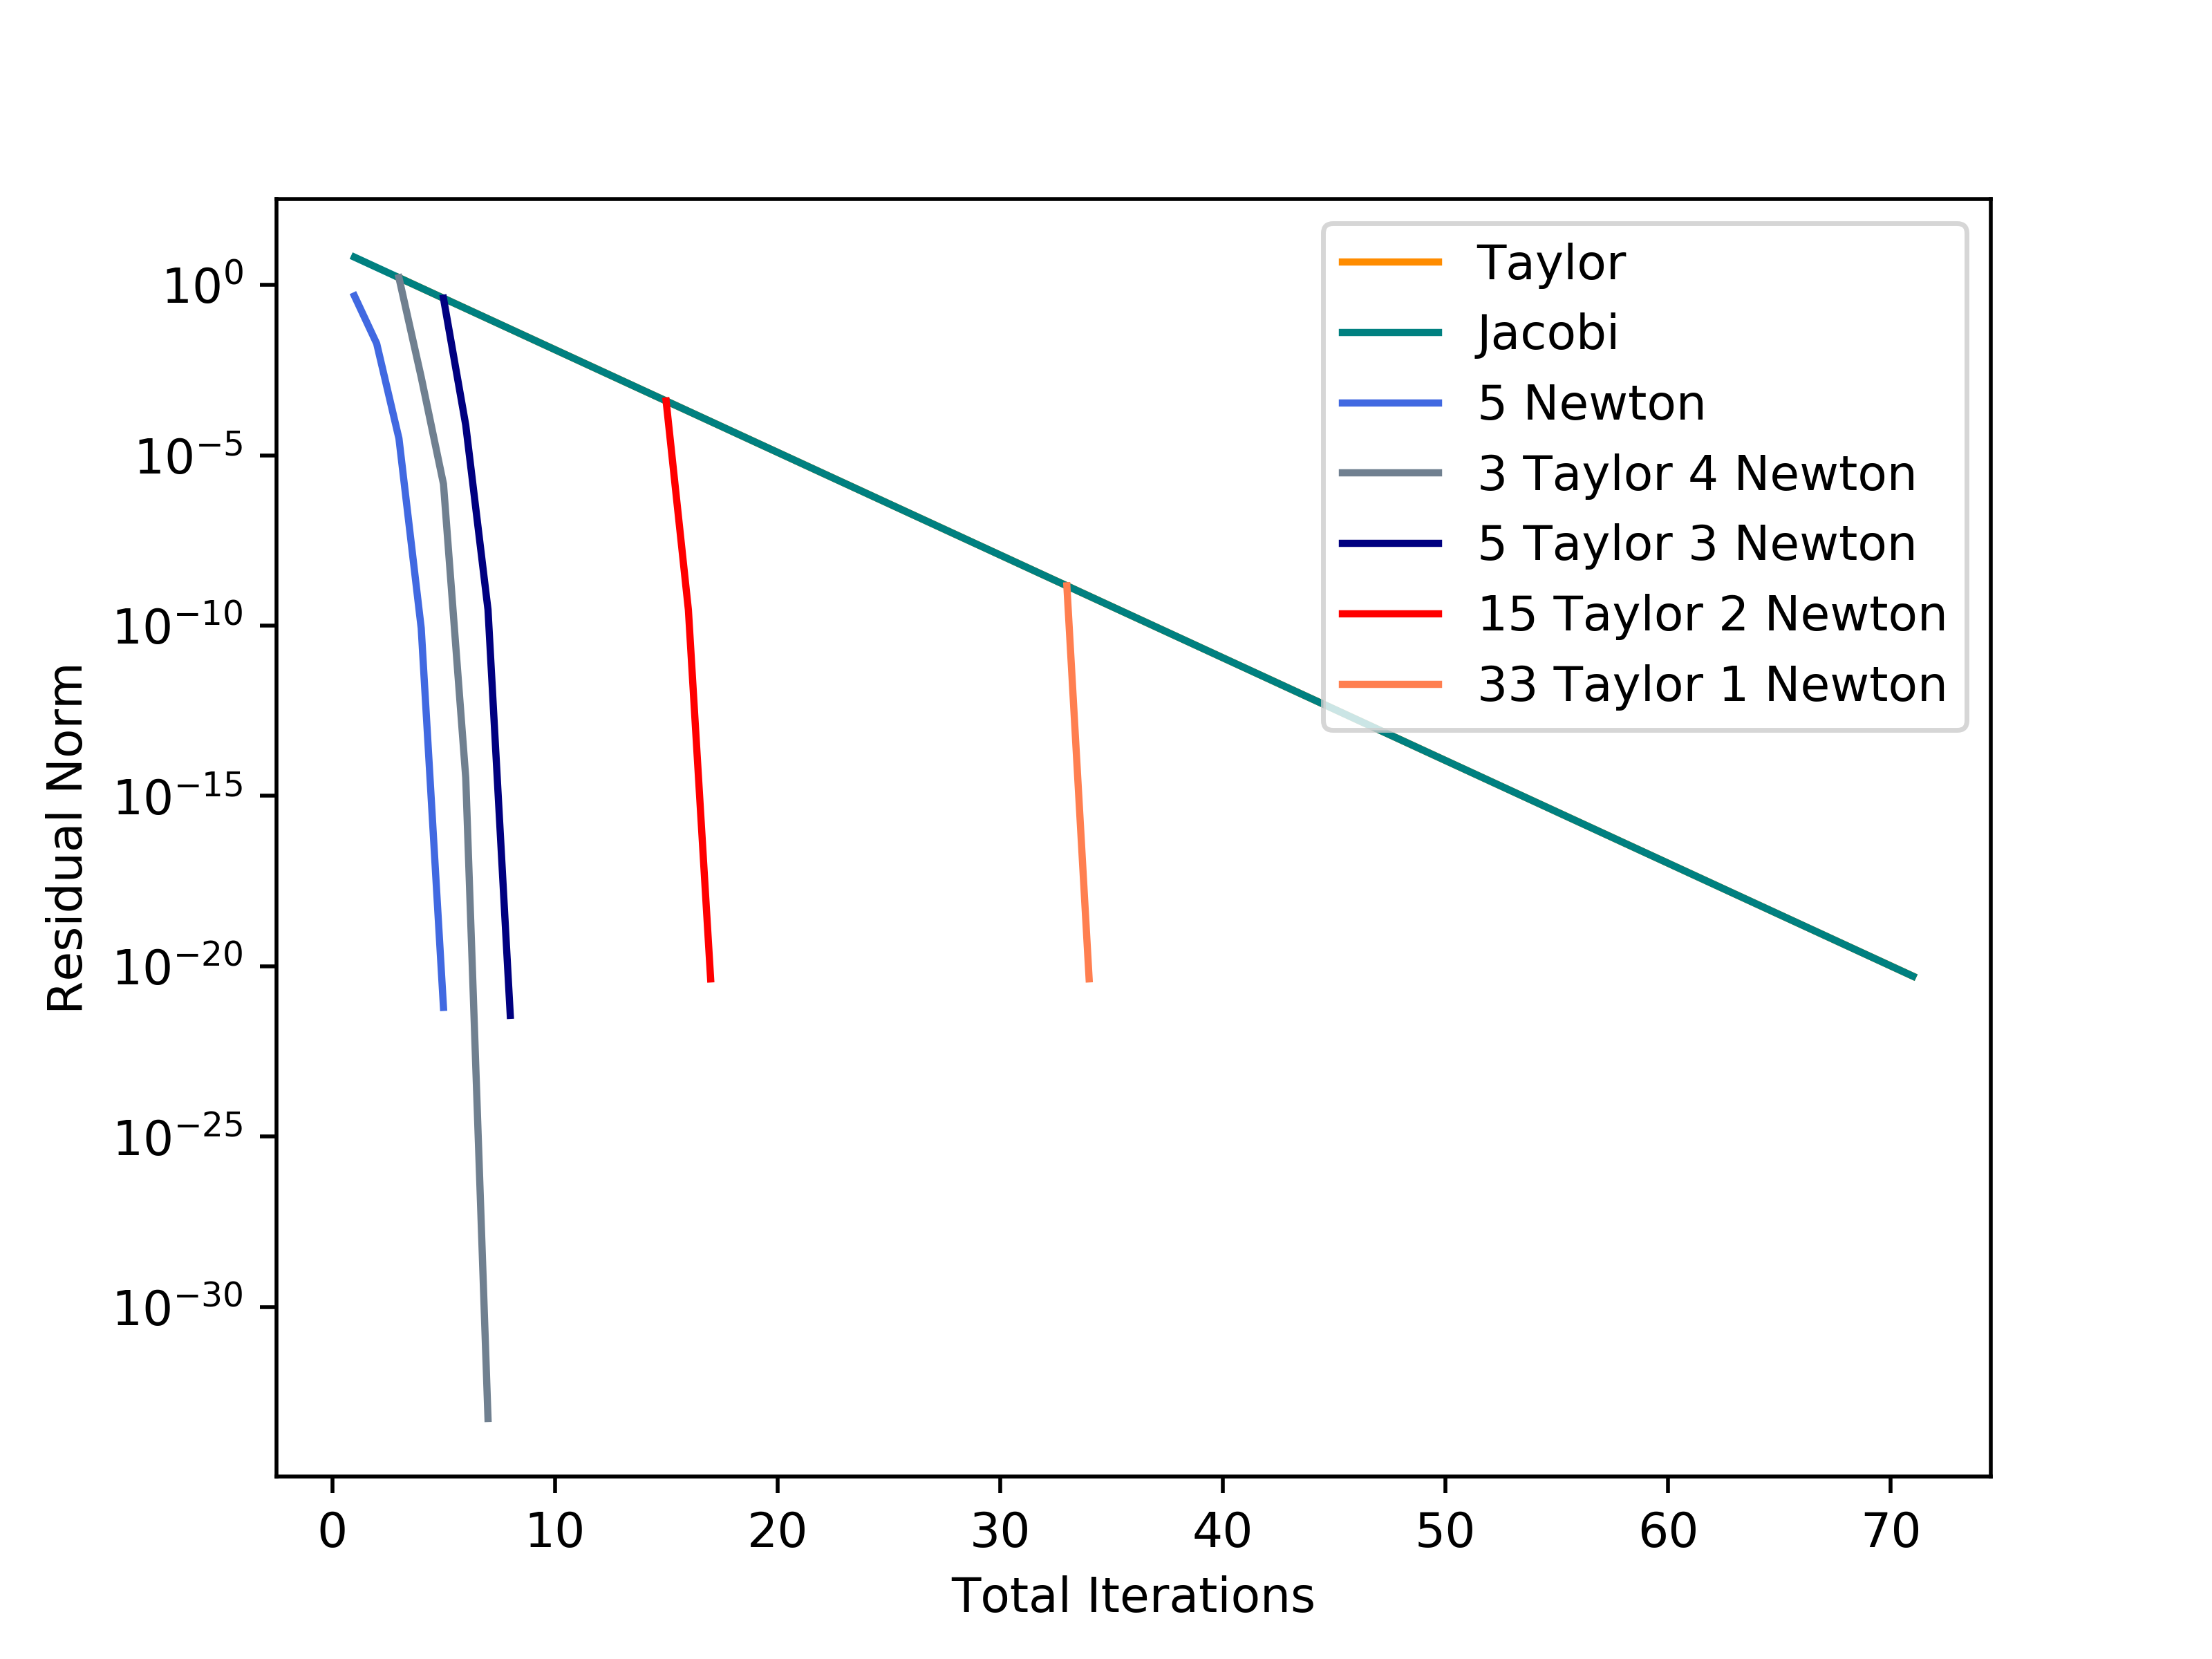 Taylor
Jacobi
5 Newton
3 Taylor 4 Newton
5 Taylor 3 Newton
15 Taylor 2 Newton
33 Taylor 1 Newton
Residual Norm
10⁰
10⁻⁵
10⁻¹⁰
10⁻¹⁵
10⁻²⁰
10⁻²⁵
10⁻³⁰
0 10 20 30 40 50 60 70
Total Iterations